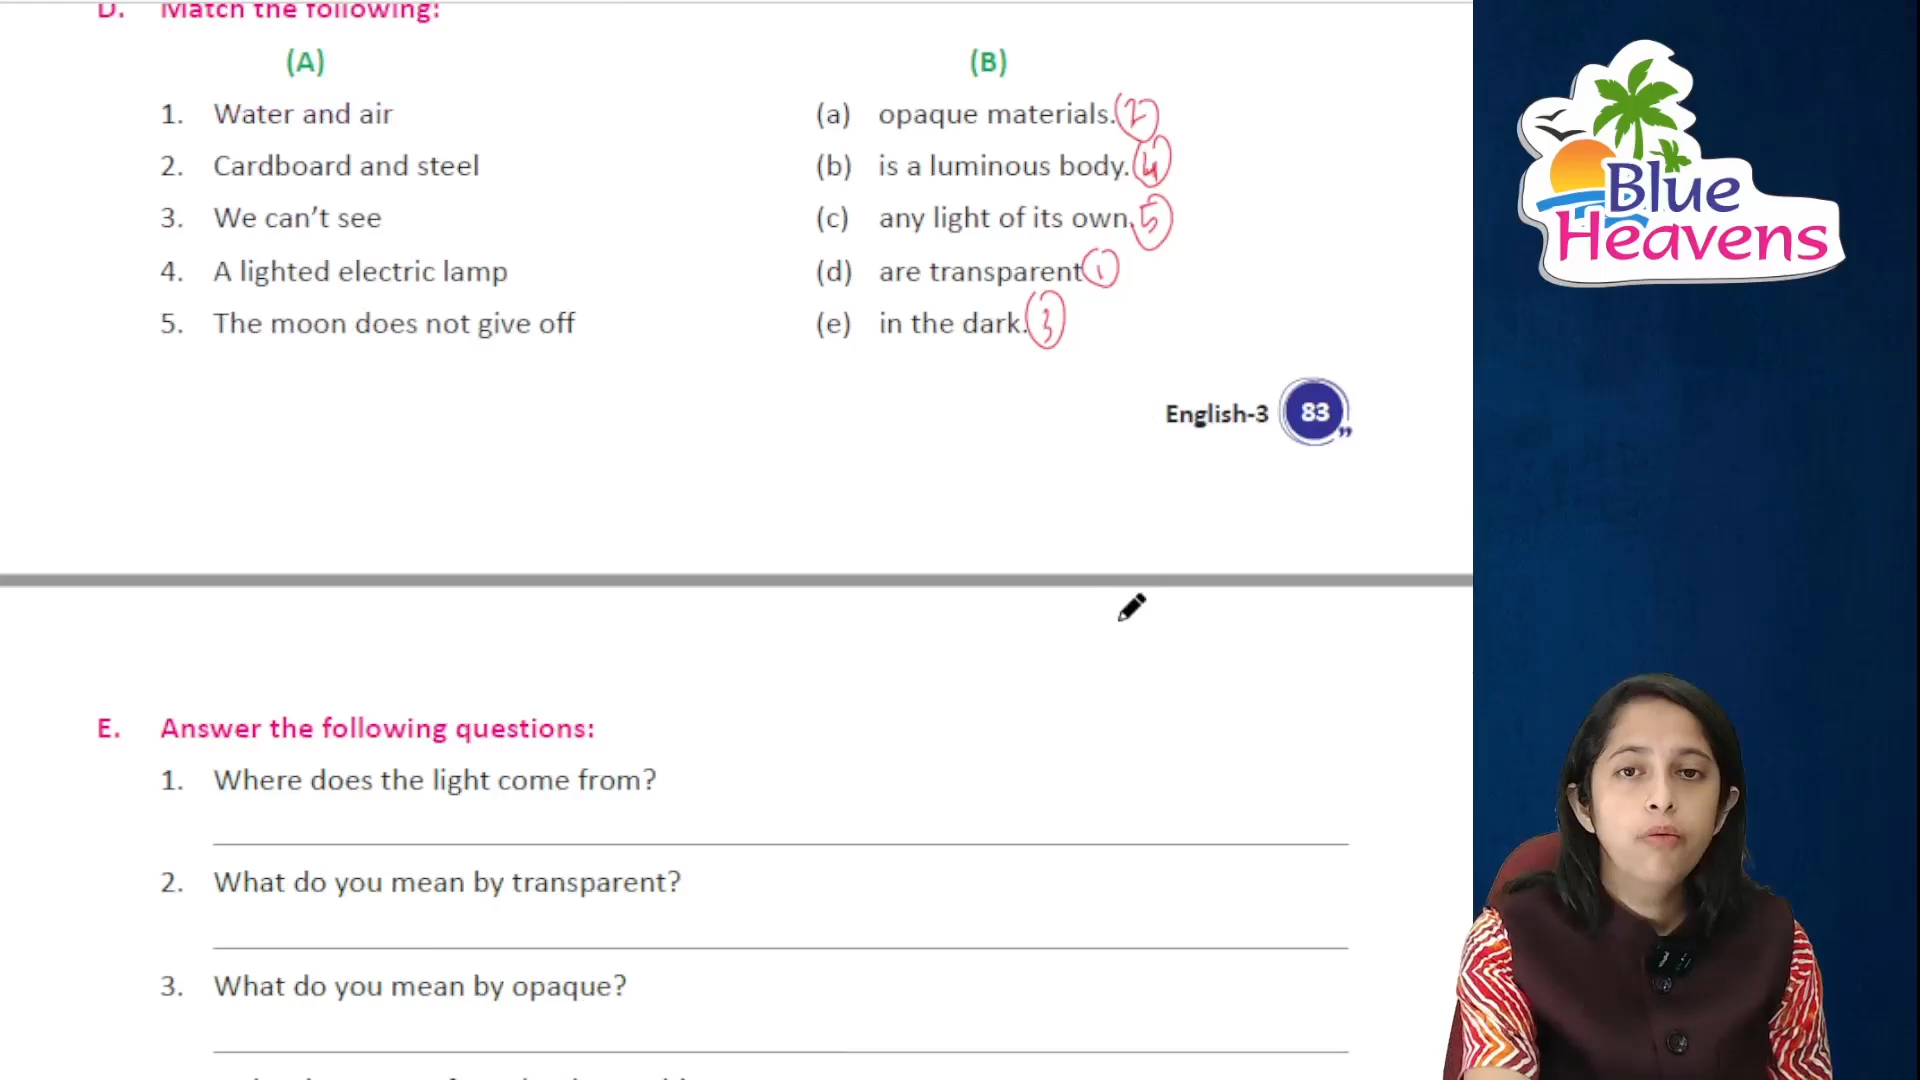 D. Match the following:
(A) (B)
1. Water and air (a) opaque materials. 2
2. Cardboard and steel (b) is a luminous body. 4
3. We can't see (c) any light of its own. 5
4. A lighted electric lamp (d) are transparent 1
5. The moon does not give off (e) in the dark. 3
English-3 83
E. Answer the following questions:
1. Where does the light come from?
2. What do you mean by transparent?
3. What do you mean by opaque?
Blue
Heavens